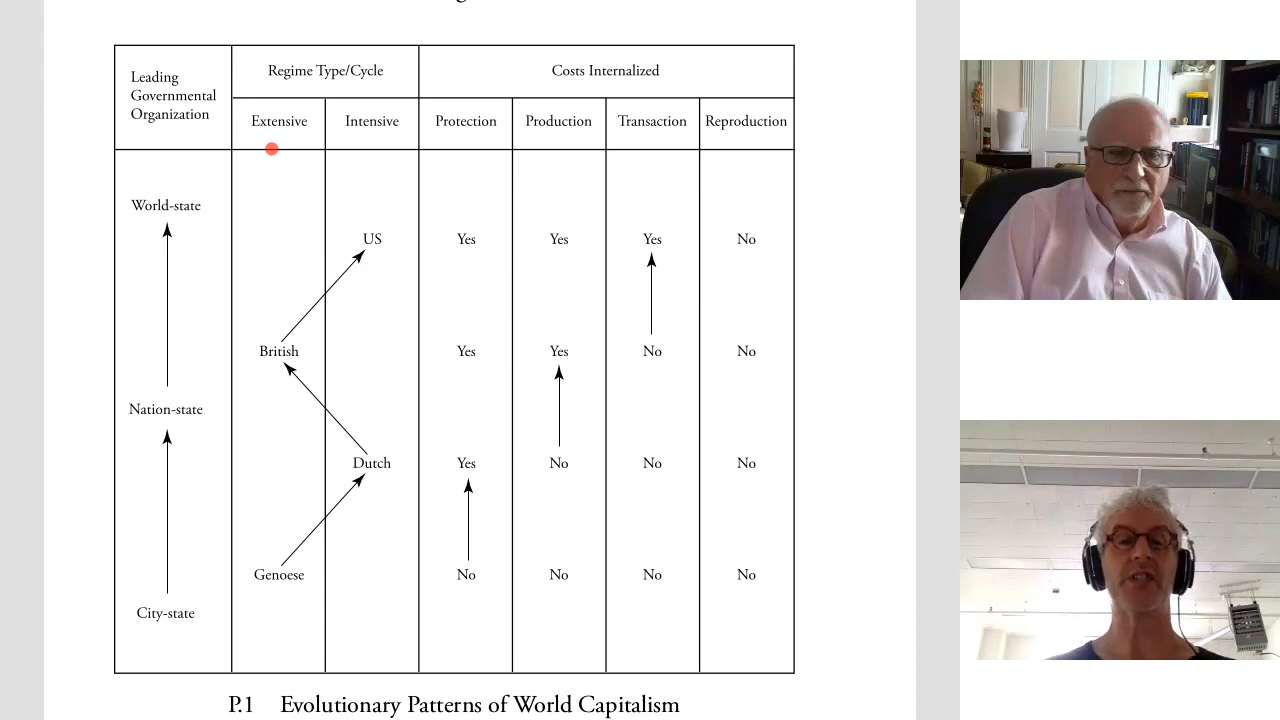 Leading
Governmental
Organization
Regime Type/Cycle
Costs Internalized
Extensive
Intensive
Protection
Production
Transaction
Reproduction
World-state
US
Yes
Yes
Yes
No
British
Yes
Yes
No
No
Nation-state
Dutch
Yes
No
No
No
Genoese
No
No
No
No
City-state
P.1 Evolutionary Patterns of World Capitalism